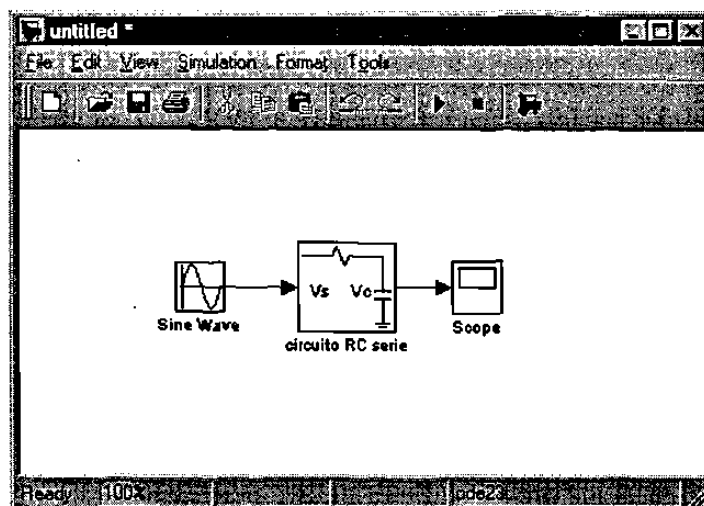 untitled *
File Edit View Simulation Format Tools
Vs Vc
Sine Wave
circuito RC serie
Scope
Ready 100% ode23